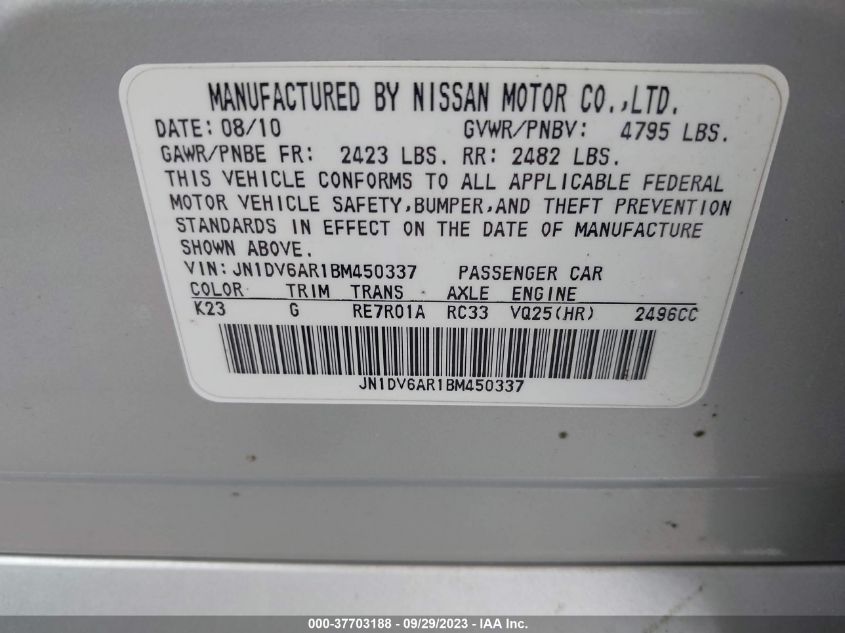 MANUFACTURED BY NISSAN MOTOR CO.,LTD.
DATE: 08/10 GVWR/PNBV: 4795 LBS.
GAWR/PNBE FR: 2423 LBS. RR: 2482 LBS.
THIS VEHICLE CONFORMS TO ALL APPLICABLE FEDERAL
MOTOR VEHICLE SAFETY,BUMPER,AND THEFT PREVENTION
STANDARDS IN EFFECT ON THE DATE OF MANUFACTURE
SHOWN ABOVE.
VIN: JN1DV6AR1BM450337 PASSENGER CAR
COLOR TRIM TRANS AXLE ENGINE
K23 G RE7R01A RC33 VQ25(HR) 2496CC
JN1DV6AR1BM450337
000-37703188 - 09/29/2023 - IAA Inc.